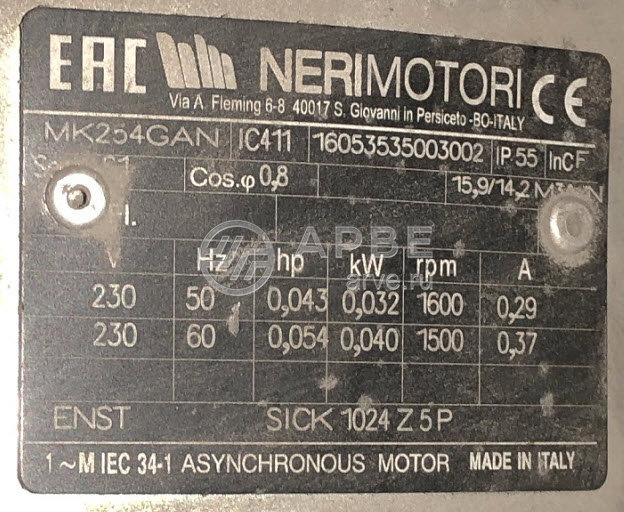 EAC NERIMOTORI CE
Via A. Fleming 6-8 40017 S. Giovanni in Persiceto -BO-ITALY
MK254GAN IC411 16053535003002 IP 55 InCF
Cos.φ 0,8 15,9/14,2
АРВЕ
arve.ru
V Hz hp kW rpm A
230 50 0,043 0,032 1600 0,29
230 60 0,054 0,040 1500 0,37
ENST SICK 1024 Z 5 P
1~M IEC 34-1 ASYNCHRONOUS MOTOR MADE IN ITALY